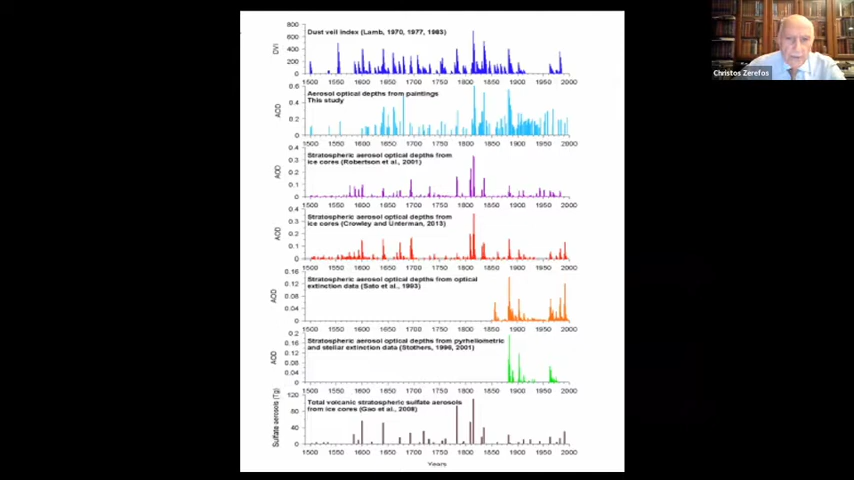 800
Dust veil index (Lamb, 1970, 1977, 1983)
600
400
200
0
DVI
1500 1550 1600 1650 1700 1750 1800 1850 1900 1950 2000
0.6
Aerosol optical depths from paintings
This study
0.4
0.2
0
AOD
1500 1550 1600 1650 1700 1750 1800 1850 1900 1950 2000
0.4
Stratospheric aerosol optical depths from
ice cores (Robertson et al., 2001)
0.3
0.2
0.1
0
AOD
1500 1550 1600 1650 1700 1750 1800 1850 1900 1950 2000
0.4
Stratospheric aerosol optical depths from
ice cores (Crowley and Unterman, 2013)
0.3
0.2
0.1
0
AOD
1500 1550 1600 1650 1700 1750 1800 1850 1900 1950 2000
0.16
Stratospheric aerosol optical depths from optical
extinction data (Sato et al., 1993)
0.12
0.08
0.04
0
AOD
1500 1550 1600 1650 1700 1750 1800 1850 1900 1950 2000
0.2
Stratospheric aerosol optical depths from pyrheliometric
and stellar extinction data (Stothers, 1996, 2001)
0.16
0.12
0.08
0.04
0
AOD
1500 1550 1600 1650 1700 1750 1800 1850 1900 1950 2000
120
Total volcanic stratospheric sulfate aerosols
from ice cores (Gao et al., 2008)
80
40
0
Sulfate aerosols (Tg)
1500 1550 1600 1650 1700 1750 1800 1850 1900 1950 2000
Years
Christos Zerefos